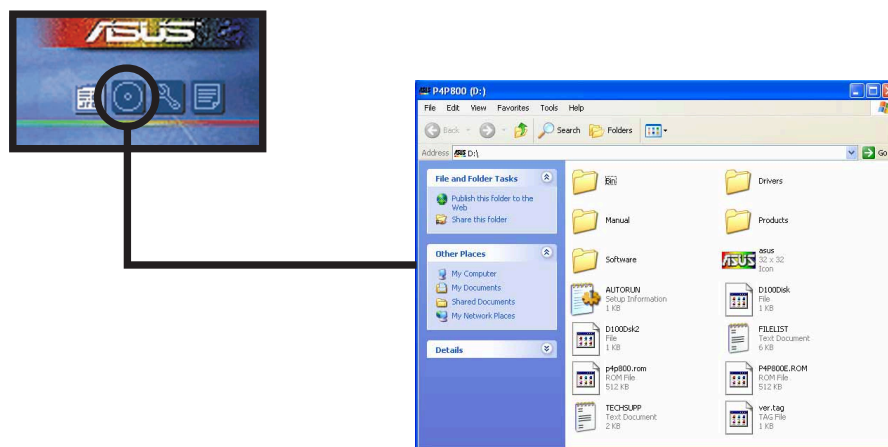 ASUS
P4P800 (D:)
File Edit View Favorites Tools Help
Back Search Folders
Address D:\ Go
File and Folder Tasks
Publish this folder to the
Web
Share this folder
Other Places
My Computer
My Documents
Shared Documents
My Network Places
Details
Bin
Drivers
Manual
Products
Software
ASUS
asus
32 x 32
Icon
AUTORUN
Setup Information
1 KB
D100Disk
File
1 KB
D100Dsk2
File
1 KB
FILELIST
Text Document
6 KB
p4p800.rom
ROM File
512 KB
P4P800E.ROM
ROM File
512 KB
TECHSUPP
Text Document
2 KB
ver.tag
TAG File
1 KB